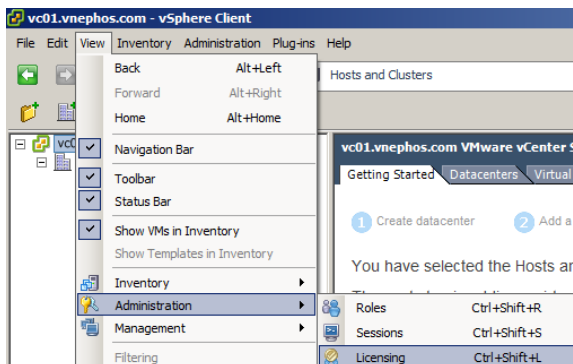 vc01.vnephos.com - vSphere Client
File Edit View Inventory Administration Plug-ins Help
Back Alt+Left
Hosts and Clusters
Forward Alt+Right
Home Alt+Home
Navigation Bar
vc01.vnephos.com VMware vCenter S
Toolbar
Getting Started Datacenters Virtual
Status Bar
Show VMs in Inventory
1 Create datacenter 2 Add a
Show Templates in Inventory
Inventory
You have selected the Hosts ar
Administration
Roles Ctrl+Shift+R
Management
Sessions Ctrl+Shift+S
Filtering
Licensing Ctrl+Shift+L